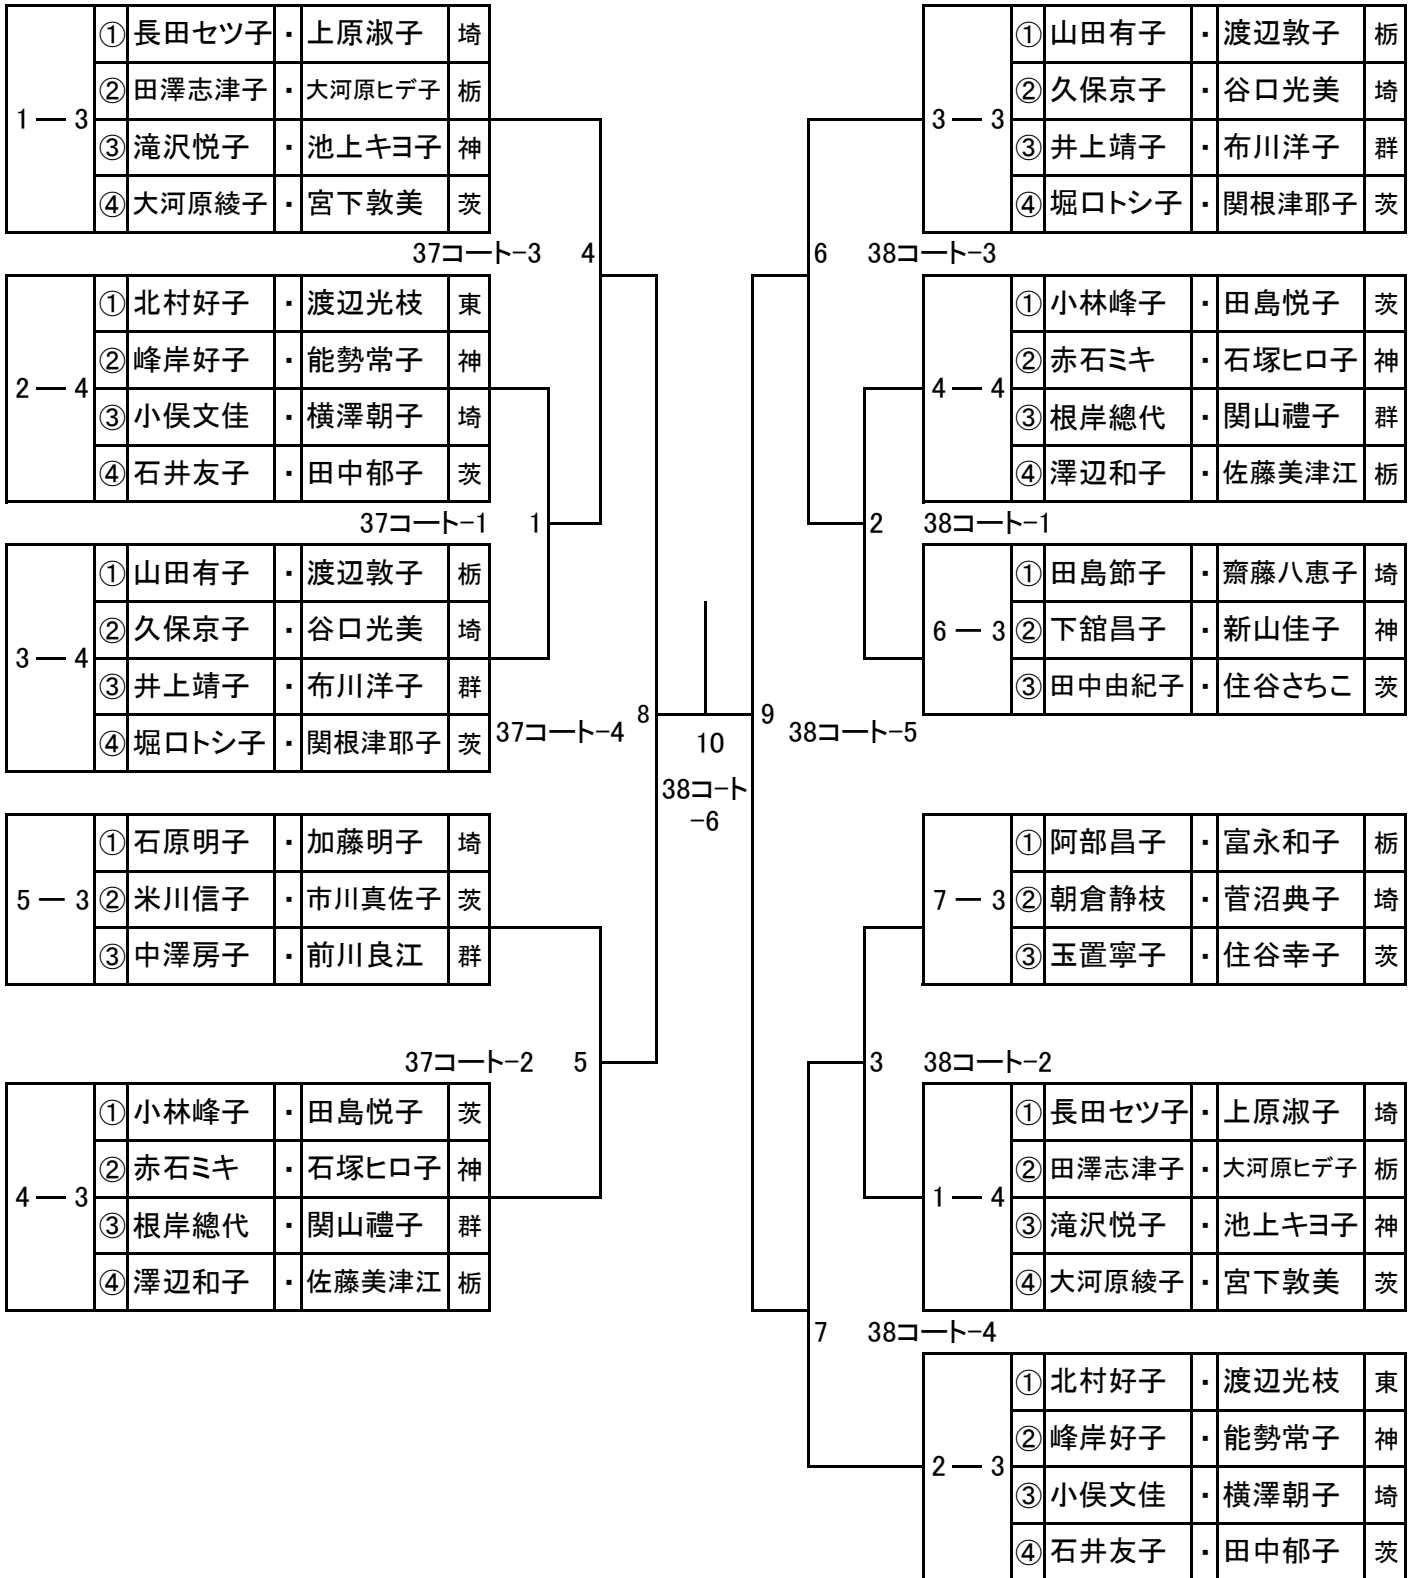 ① 長田セツ子 ・ 上原淑子 埼
② 田澤志津子 ・ 大河原ヒデ子 栃
1 ー 3
③ 滝沢悦子 ・ 池上キヨ子 神
④ 大河原綾子 ・ 宮下敦美 茨
37コート-3 4
① 北村好子 ・ 渡辺光枝 東
② 峰岸好子 ・ 能勢常子 神
2 ー 4
③ 小俣文佳 ・ 横澤朝子 埼
④ 石井友子 ・ 田中郁子 茨
37コート-1 1
① 山田有子 ・ 渡辺敦子 栃
② 久保京子 ・ 谷口光美 埼
3 ー 4
③ 井上靖子 ・ 布川洋子 群
④ 堀口トシ子 ・ 関根津耶子 茨
37コート-4 8
① 石原明子 ・ 加藤明子 埼
5 ー 3 ② 米川信子 ・ 市川真佐子 茨
③ 中澤房子 ・ 前川良江 群
37コート-2 5
① 小林峰子 ・ 田島悦子 茨
② 赤石ミキ ・ 石塚ヒロ子 神
4 ー 3
③ 根岸總代 ・ 関山禮子 群
④ 澤辺和子 ・ 佐藤美津江 栃
10
38コート
-6
① 山田有子 ・ 渡辺敦子 栃
② 久保京子 ・ 谷口光美 埼
3 ー 3
③ 井上靖子 ・ 布川洋子 群
④ 堀口トシ子 ・ 関根津耶子 茨
6 38コート-3
① 小林峰子 ・ 田島悦子 茨
② 赤石ミキ ・ 石塚ヒロ子 神
4 ー 4
③ 根岸總代 ・ 関山禮子 群
④ 澤辺和子 ・ 佐藤美津江 栃
2 38コート-1
① 田島節子 ・ 齋藤八恵子 埼
6 ー 3 ② 下舘昌子 ・ 新山佳子 神
③ 田中由紀子 ・ 住谷さちこ 茨
9 38コート-5
① 阿部昌子 ・ 富永和子 栃
7 ー 3 ② 朝倉静枝 ・ 菅沼典子 埼
③ 玉置寧子 ・ 住谷幸子 茨
3 38コート-2
① 長田セツ子 ・ 上原淑子 埼
② 田澤志津子 ・ 大河原ヒデ子 栃
1 ー 4
③ 滝沢悦子 ・ 池上キヨ子 神
④ 大河原綾子 ・ 宮下敦美 茨
7 38コート-4
① 北村好子 ・ 渡辺光枝 東
② 峰岸好子 ・ 能勢常子 神
2 ー 3
③ 小俣文佳 ・ 横澤朝子 埼
④ 石井友子 ・ 田中郁子 茨